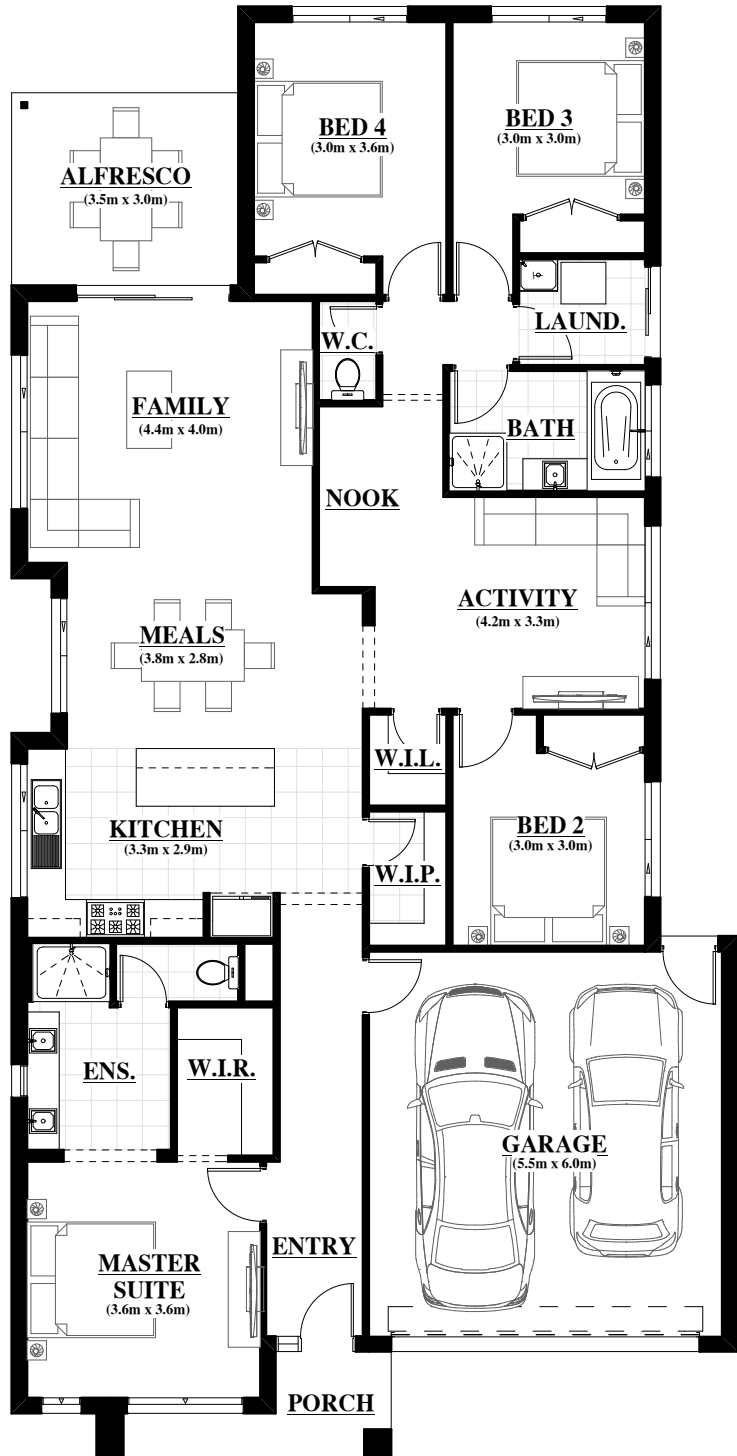 BED 4
(3.0m x 3.6m)
BED 3
(3.0m x 3.0m)
ALFRESCO
(3.5m x 3.0m)
LAUND.
W.C.
FAMILY
(4.4m x 4.0m)
BATH
NOOK
ACTIVITY
(4.2m x 3.3m)
MEALS
(3.8m x 2.8m)
W.I.L.
KITCHEN
(3.3m x 2.9m)
BED 2
(3.0m x 3.0m)
W.I.P.
ENS.
W.I.R.
GARAGE
(5.5m x 6.0m)
ENTRY
MASTER
SUITE
(3.6m x 3.6m)
PORCH